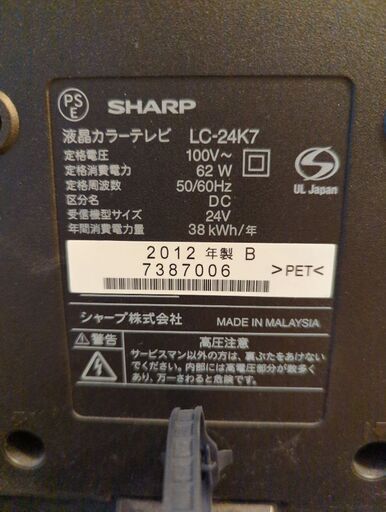 PS
E
SHARP
液晶カラーテレビ LC-24K7
定格電圧 100V~
定格消費電力 62 W
定格周波数 50/60Hz
区分名 DC
受信機型サイズ 24V
年間消費電力量 38 kWh/年
UL Japan
2012 年製 B
7387006
>PET<
シャープ株式会社 MADE IN MALAYSIA
警告 高圧注意
サービスマン以外の方は、裏ぶたをあけない
でください。内部には高電圧部分が数多く
あり、万一さわると危険です。